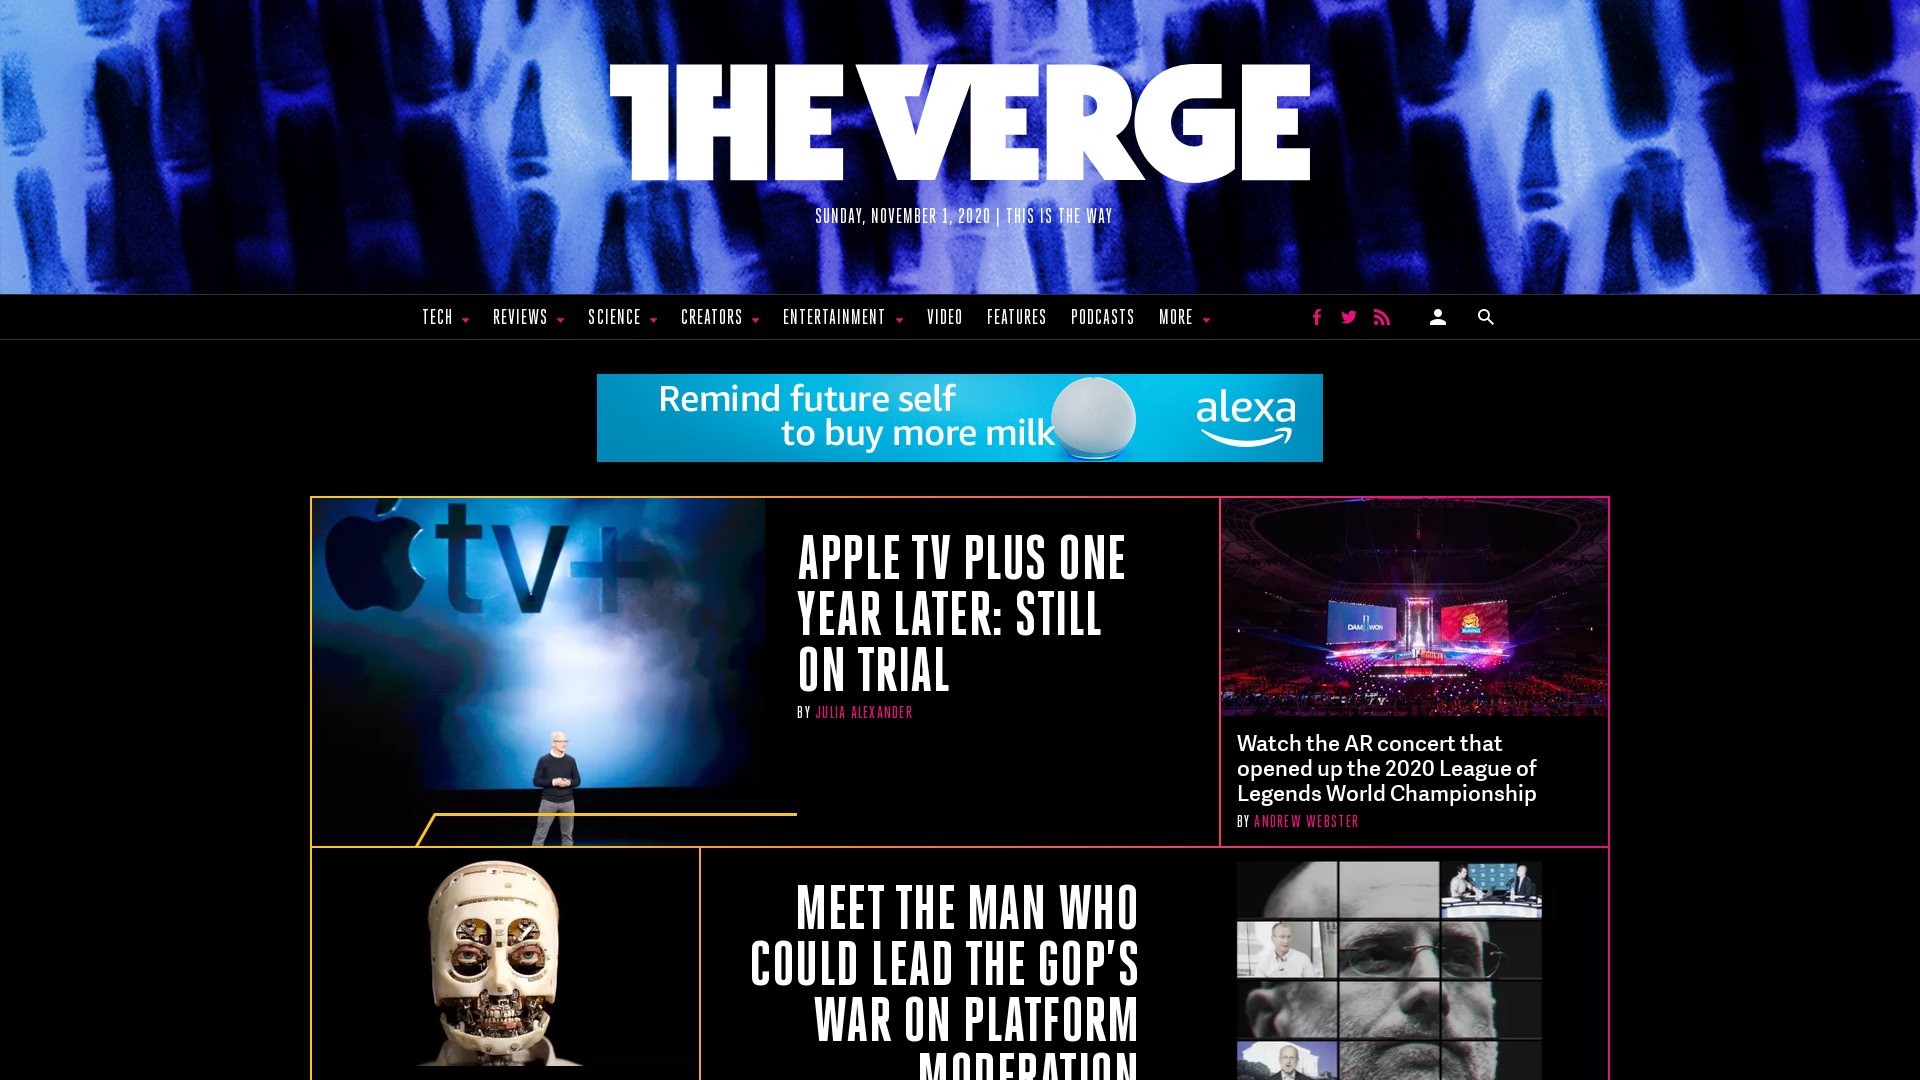 THE VERGE
SUNDAY, NOVEMBER 1, 2020 | THIS IS THE WAY
TECH REVIEWS SCIENCE CREATORS ENTERTAINMENT VIDEO FEATURES PODCASTS MORE
Remind future self
to buy more milk
alexa
tv+
APPLE TV PLUS ONE
YEAR LATER: STILL
ON TRIAL
BY JULIA ALEXANDER
DAMWON
SUNING
Watch the AR concert that
opened up the 2020 League of
Legends World Championship
BY ANDREW WEBSTER
MEET THE MAN WHO
COULD LEAD THE GOP'S
WAR ON PLATFORM
MODERATION